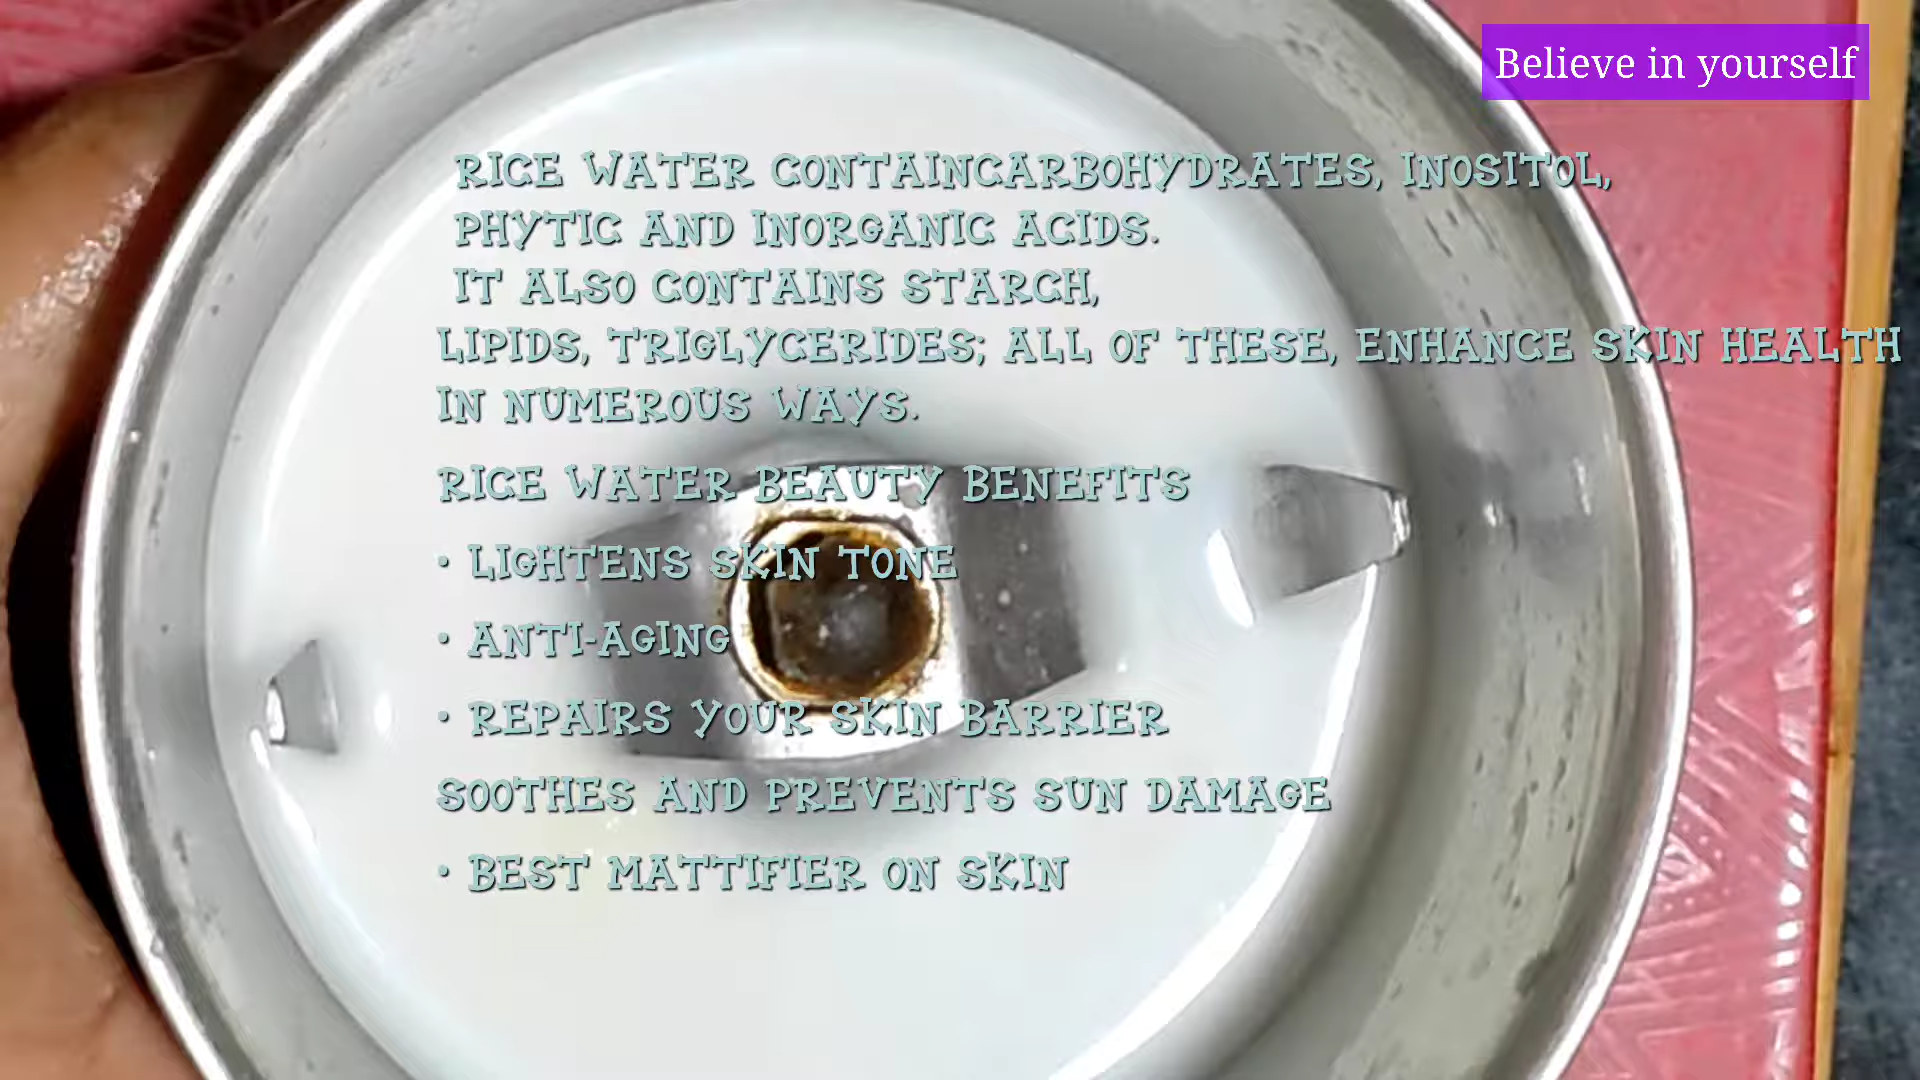 Believe in yourself
RICE WATER CONTAINCARBOHYDRATES, INOSITOL,
PHYTIC AND INORGANIC ACIDS.
IT ALSO CONTAINS STARCH,
LIPIDS, TRIGLYCERIDES; ALL OF THESE, ENHANCE SKIN HEALTH
IN NUMEROUS WAYS.
RICE WATER BEAUTY BENEFITS
• LIGHTENS SKIN TONE
• ANTI-AGING
• REPAIRS YOUR SKIN BARRIER
SOOTHES AND PREVENTS SUN DAMAGE
• BEST MATTIFIER ON SKIN